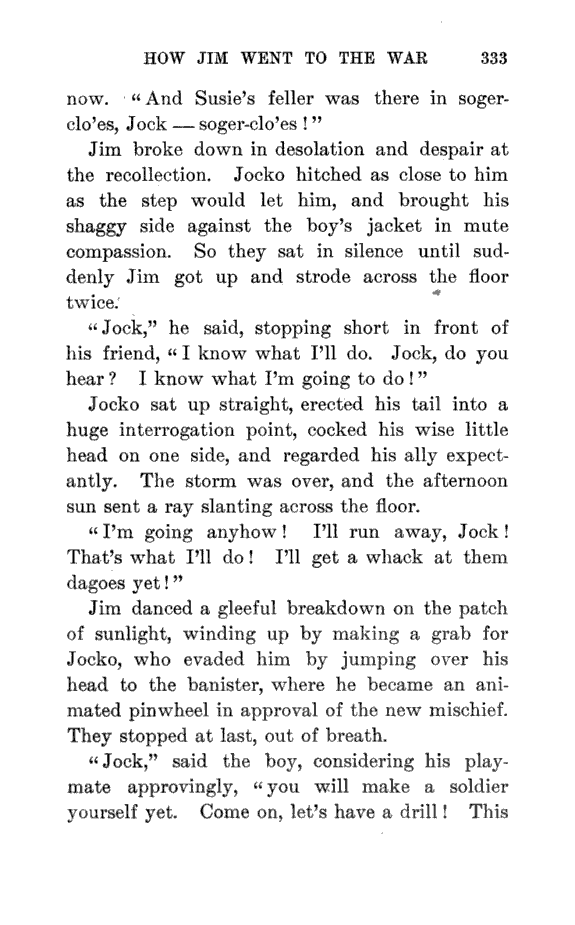 HOW JIM WENT TO THE WAR 333
now. “And Susie's feller was there in soger-
clo'es, Jock — soger-clo'es!”
Jim broke down in desolation and despair at
the recollection. Jocko hitched as close to him
as the step would let him, and brought his
shaggy side against the boy's jacket in mute
compassion. So they sat in silence until sud-
denly Jim got up and strode across the floor
twice.
“Jock,” he said, stopping short in front of
his friend, “I know what I'll do. Jock, do you
hear? I know what I'm going to do!”
Jocko sat up straight, erected his tail into a
huge interrogation point, cocked his wise little
head on one side, and regarded his ally expect-
antly. The storm was over, and the afternoon
sun sent a ray slanting across the floor.
“I'm going anyhow! I'll run away, Jock!
That's what I'll do! I'll get a whack at them
dagoes yet!”
Jim danced a gleeful breakdown on the patch
of sunlight, winding up by making a grab for
Jocko, who evaded him by jumping over his
head to the banister, where he became an ani-
mated pinwheel in approval of the new mischief.
They stopped at last, out of breath.
“Jock,” said the boy, considering his play-
mate approvingly, “you will make a soldier
yourself yet. Come on, let's have a drill! This